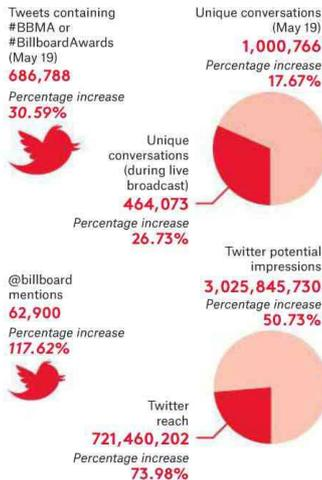 Tweets containing
#BBMA or
#BillboardAwards
(May 19)
686,788
Percentage increase
30.59%
Unique conversations
(May 19)
1,000,766
Percentage increase
17.67%
Unique
conversations
(during live
broadcast)
464,073
Percentage increase
26.73%
@billboard
mentions
62,900
Percentage increase
117.62%
Twitter potential
impressions
3,025,845,730
Percentage increase
50.73%
Twitter
reach
721,460,202
Percentage increase
73.98%